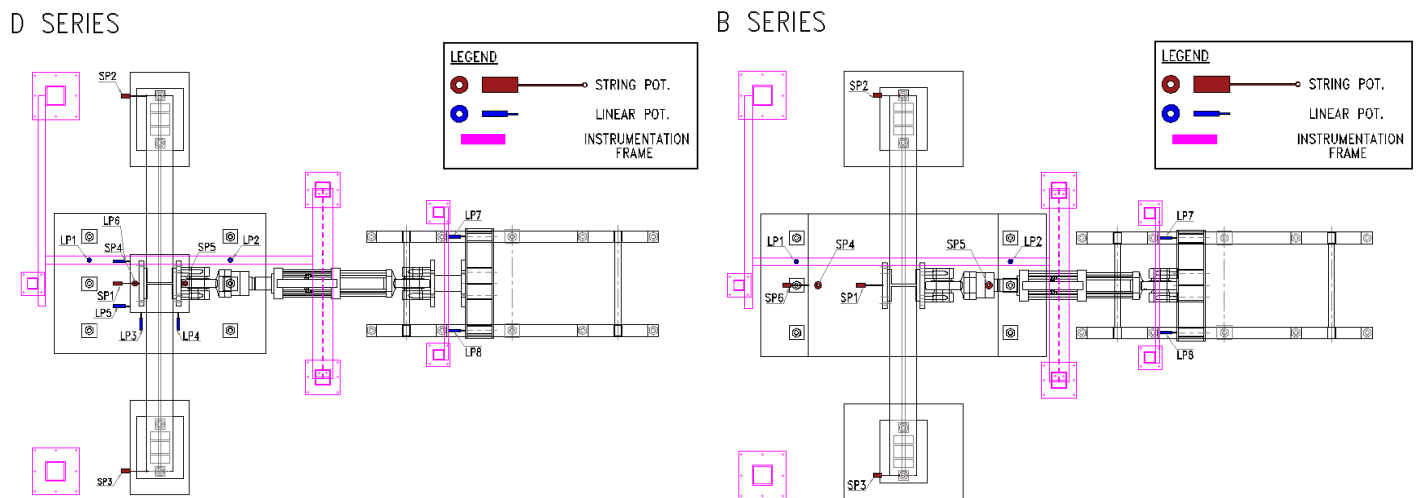 D SERIES
LEGEND
STRING POT.
LINEAR POT.
INSTRUMENTATION
FRAME
SP2
LP6
LP1
SP4
SP5
LP2
LP7
SP1
LP5
LP3
LP4
LP8
SP3
B SERIES
LEGEND
STRING POT.
LINEAR POT.
INSTRUMENTATION
FRAME
SP2
LP7
LP1
SP4
SP5
LP2
SP6
SP1
LP8
SP3